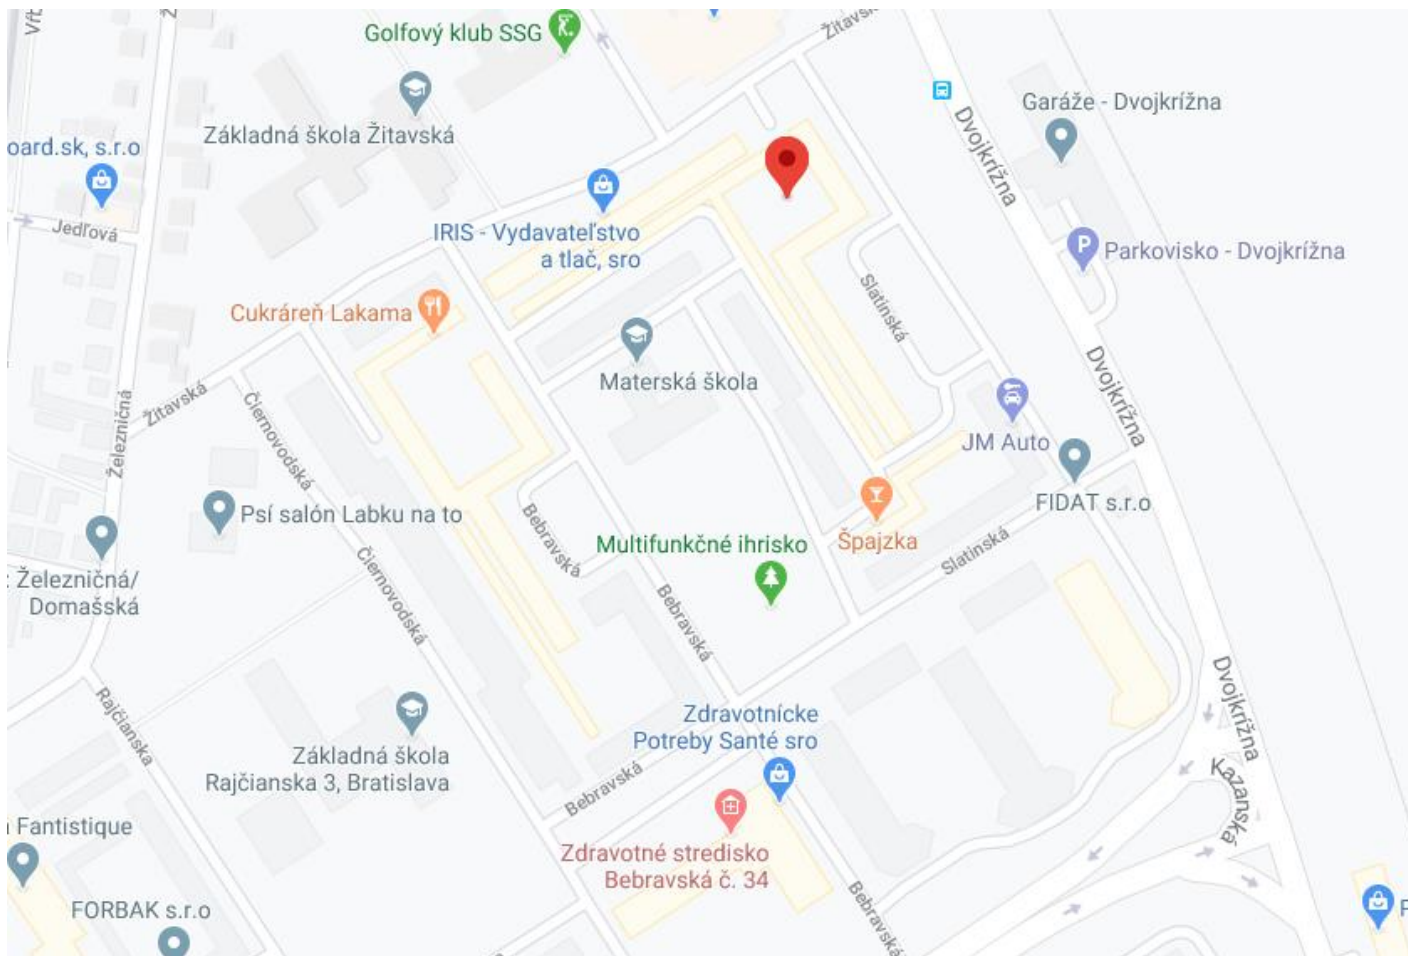 Vŕt
Ž
Golfový klub SSG
Žitavská
Základná škola Žitavská
oard.sk, s.r.o
Jedľová
Dvojkrížna
Garáže - Dvojkrížna
Parkovisko - Dvojkrížna
IRIS - Vydavateľstvo
a tlač, sro
Cukráreň Lakama
Slatinská
Materská škola
Žitavská
Železničná
Čiernovodská
Dvojkrížna
JM Auto
FIDAT s.r.o
Psí salón Labku na to
Bebravská
Multifunkčné ihrisko
Špajzka
Slatinská
: Železničná/
Domašská
Čiernovodská
Bebravská
Rajčianska
Základná škola
Rajčianska 3, Bratislava
Zdravotnícke
Potreby Santé sro
Bebravská
Dvojkrížna
Kazanská
Fantistique
Zdravotné stredisko
Bebravská č. 34
Bebravská
FORBAK s.r.o
P